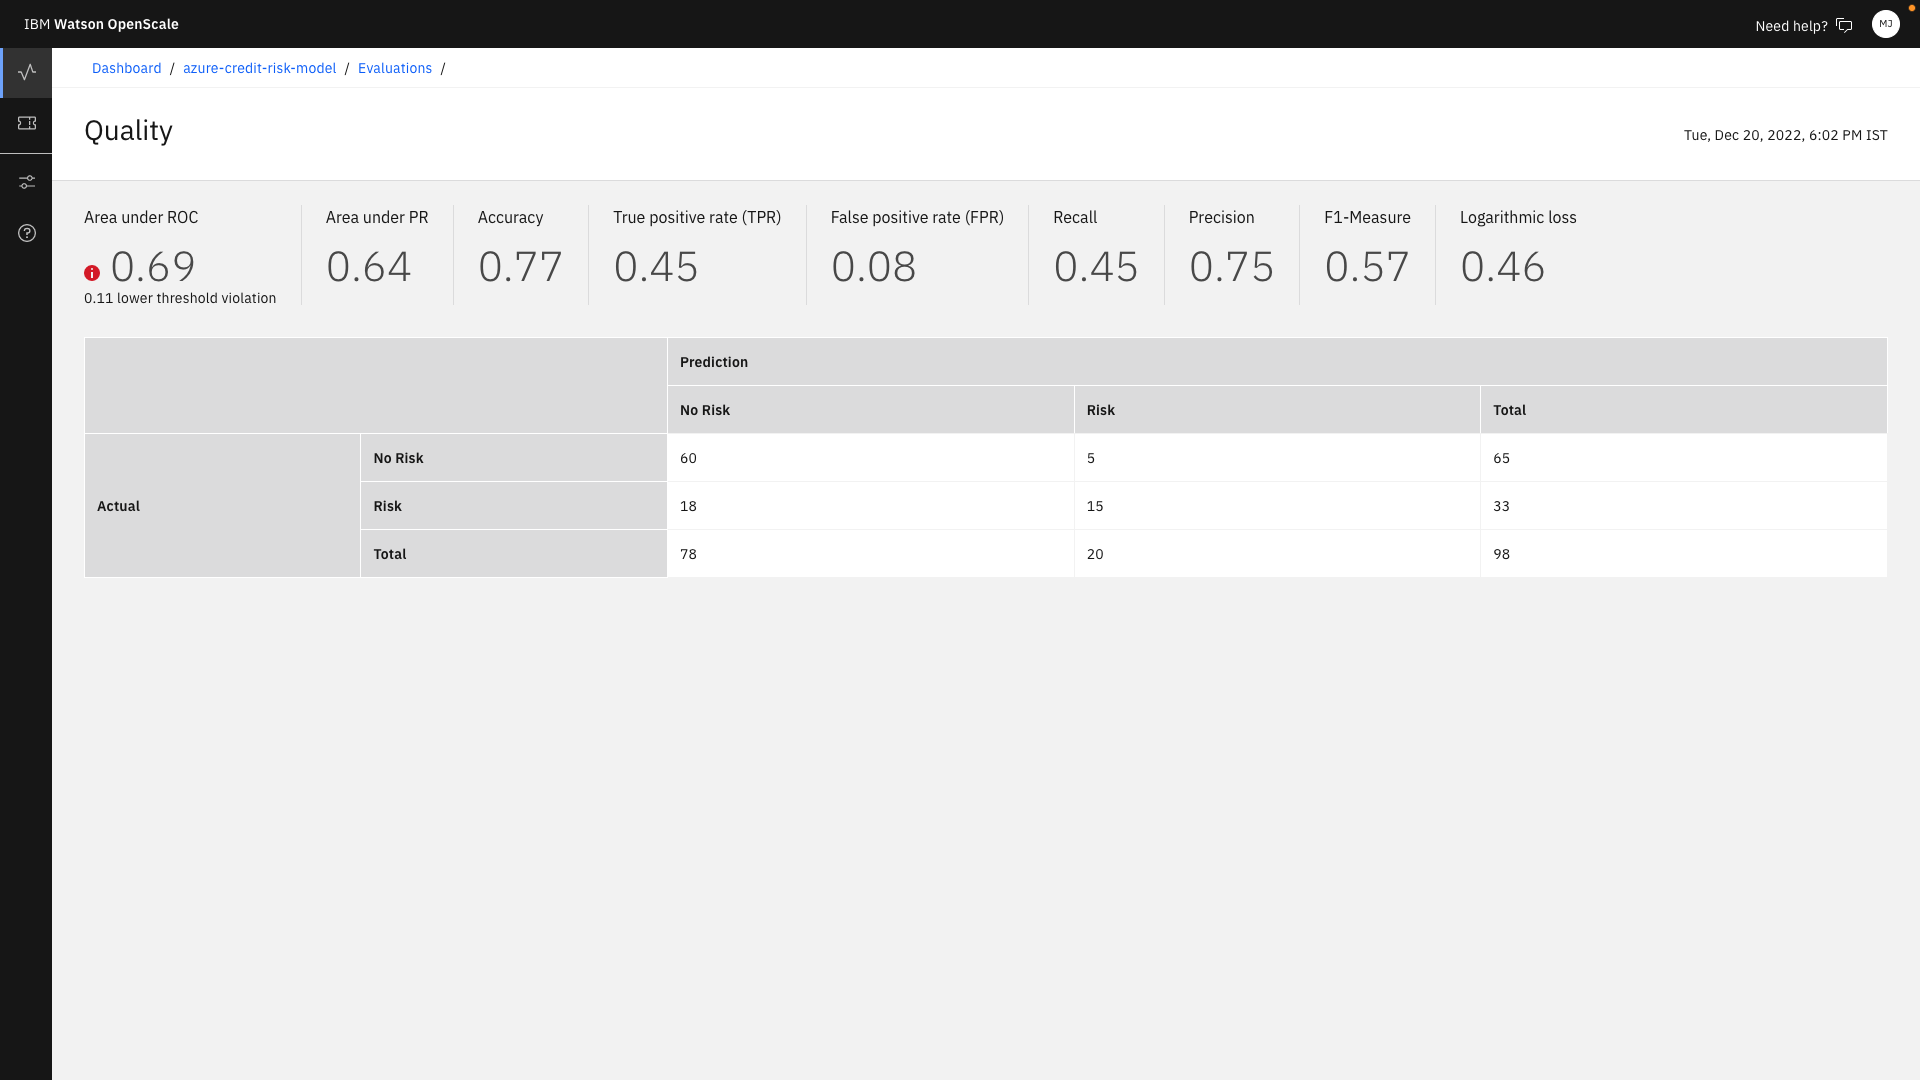 IBM Watson OpenScale
Need help?
MJ
Dashboard / azure-credit-risk-model / Evaluations /
Quality
Tue, Dec 20, 2022, 6:02 PM IST
Area under ROC
0.69
0.11 lower threshold violation
Area under PR
0.64
Accuracy
0.77
True positive rate (TPR)
0.45
False positive rate (FPR)
0.08
Recall
0.45
Precision
0.75
F1-Measure
0.57
Logarithmic loss
0.46
Prediction
No Risk Risk Total
Actual
No Risk 60 5 65
Risk 18 15 33
Total 78 20 98